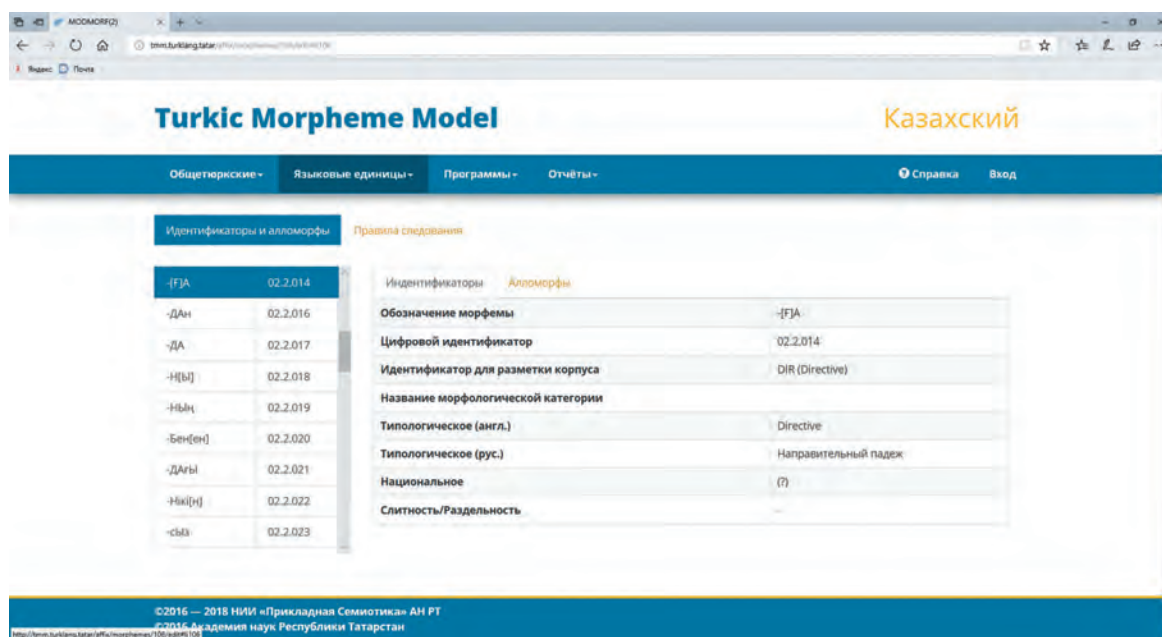 MODMORF(2)
tmm.turklang.tatar
Яндекс Почта
Turkic Morpheme Model
Казахский
Общетюркские Языковые единицы Программы Отчёты Справка Вход
Идентификаторы и алломорфы Правила следования
-[F]A 02.2.014
-ДАн 02.2.016
-ДА 02.2.017
-Н[Ы] 02.2.018
-НЫң 02.2.019
-Бен[ен] 02.2.020
-ДАғЫ 02.2.021
-Нікі[н] 02.2.022
-сЫз 02.2.023
Индентификаторы Алломорфы
Обозначение морфемы -[F]A
Цифровой идентификатор 02.2.014
Идентификатор для разметки корпуса DIR (Directive)
Название морфологической категории
Типологическое (англ.) Directive
Типологическое (рус.) Направительный падеж
Национальное (?)
Слитность/Раздельность -
©2016 — 2018 НИИ «Прикладная Семиотика» АН РТ
©2016 Академия наук Республики Татарстан